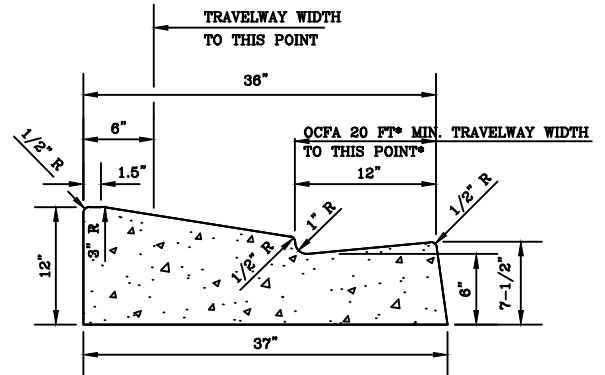 TRAVELWAY WIDTH
TO THIS POINT
36"
6"
OCFA 20 FT* MIN. TRAVELWAY WIDTH
TO THIS POINT*
1/2" R
1.5"
12"
1/2" R
1" R
3" R
12"
1/2" R
6"
7-1/2"
37"